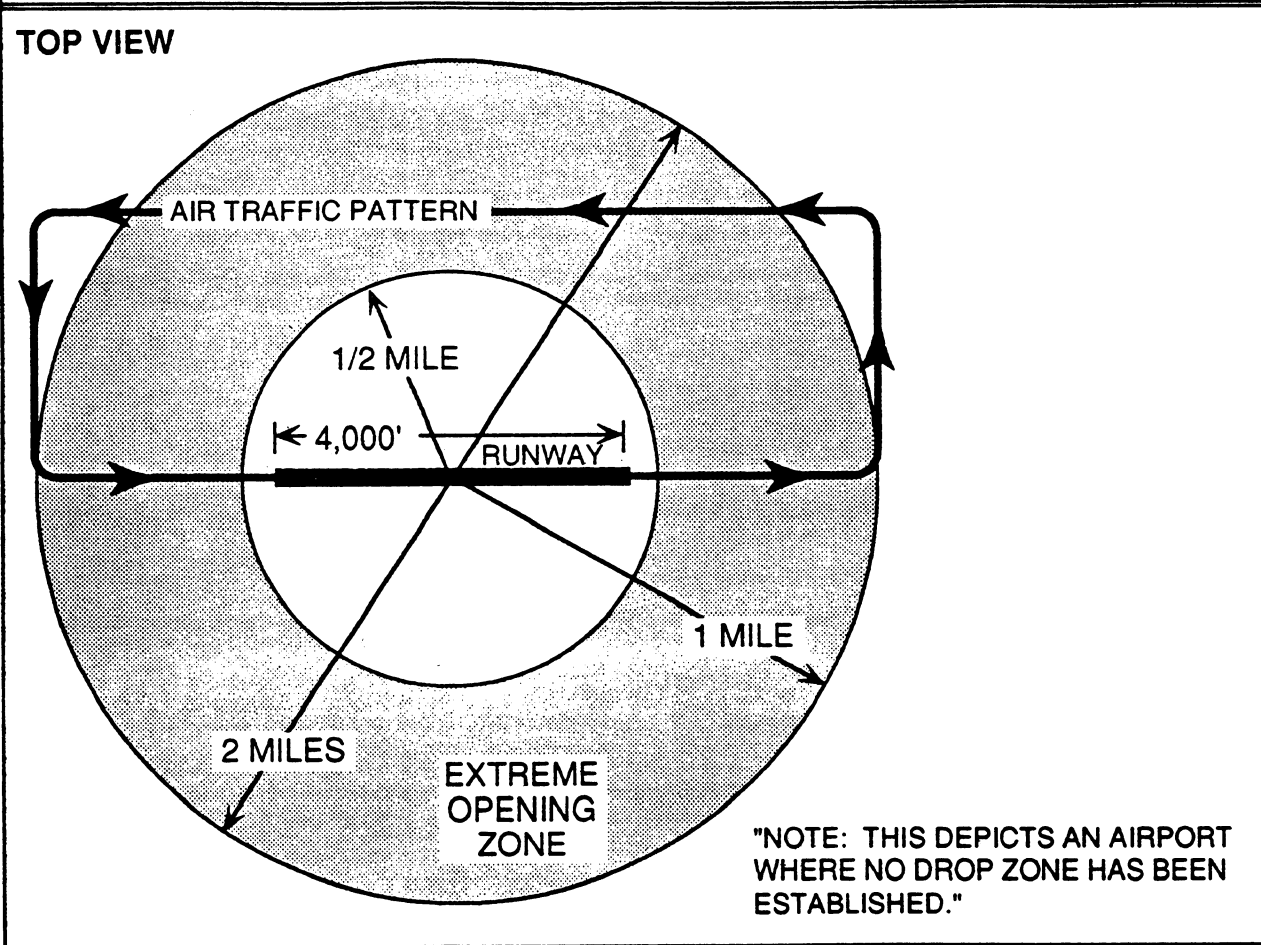 TOP VIEW
AIR TRAFFIC PATTERN
1/2 MILE
4,000'
RUNWAY
1 MILE
2 MILES
EXTREME
OPENING
ZONE
"NOTE: THIS DEPICTS AN AIRPORT
WHERE NO DROP ZONE HAS BEEN
ESTABLISHED."